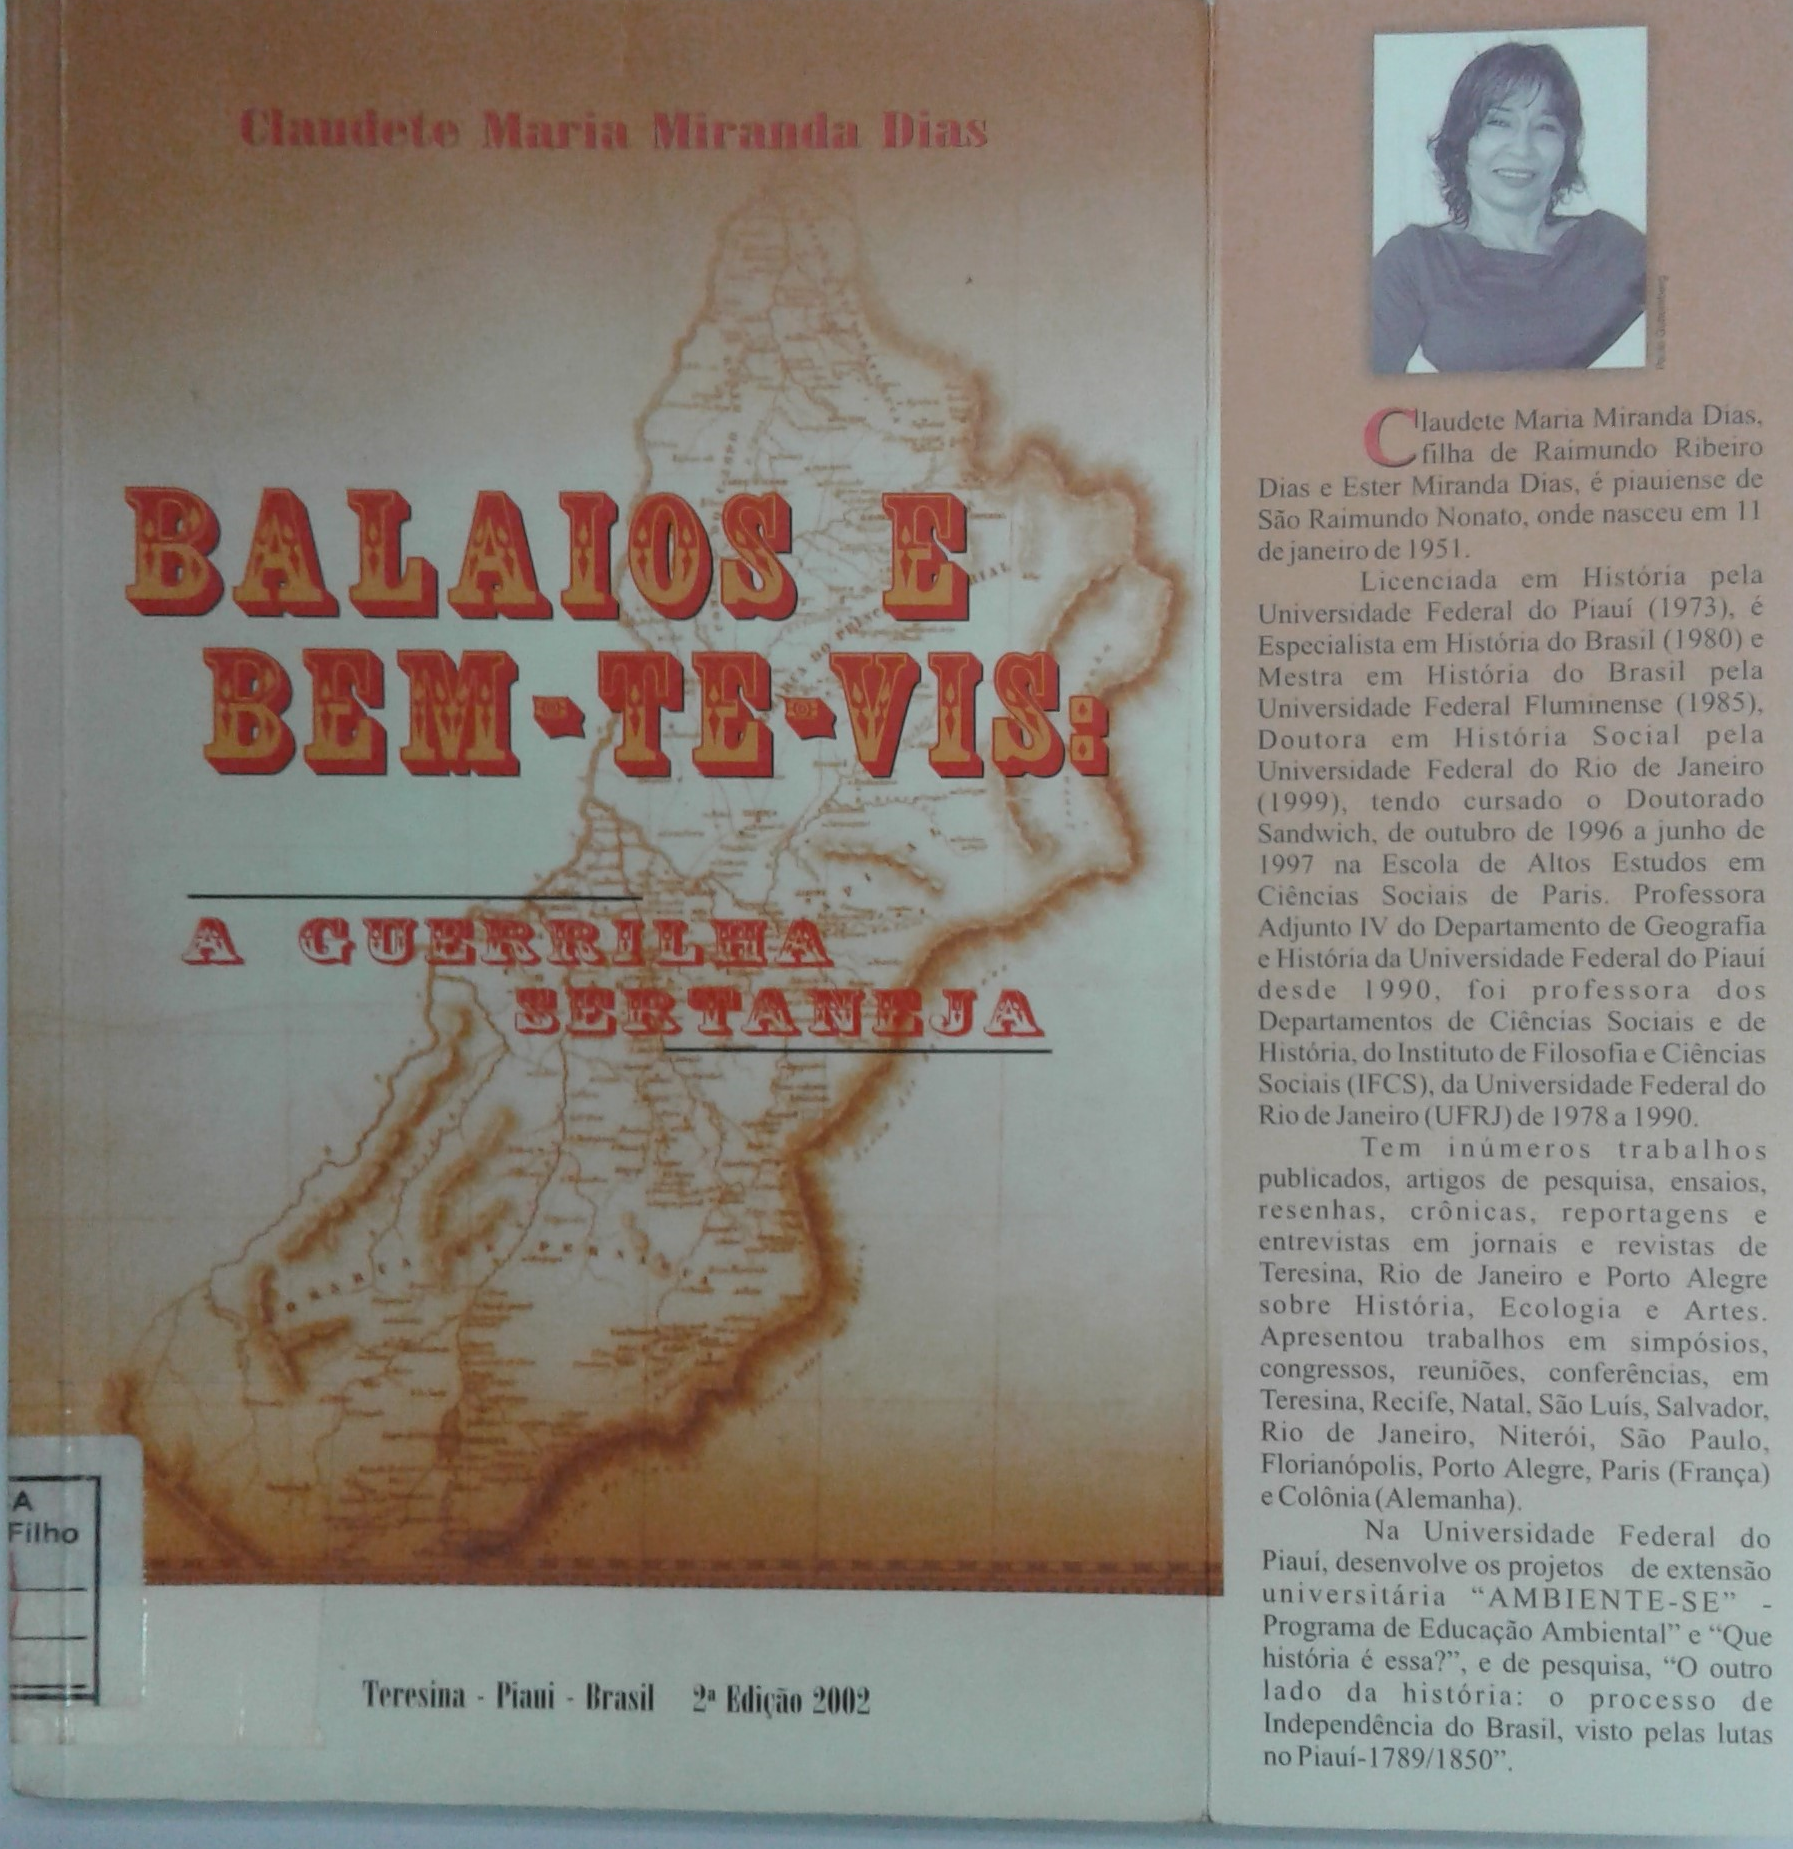 Claudete Maria Miranda Dias
BALAIOS E
BEM-TE-VIS:
A GUERRILHA
SERTANEJA
A
Filho
Teresina - Piaui - Brasil 2ª Edição 2002
Claudete Maria Miranda Dias,
filha de Raimundo Ribeiro
Dias e Ester Miranda Dias, é piauiense de
São Raimundo Nonato, onde nasceu em 11
de janeiro de 1951.
Licenciada em História pela
Universidade Federal do Piauí (1973), é
Especialista em História do Brasil (1980) e
Mestra em História do Brasil pela
Universidade Federal Fluminense (1985),
Doutora em História Social pela
Universidade Federal do Rio de Janeiro
(1999), tendo cursado o Doutorado
Sandwich, de outubro de 1996 a junho de
1997 na Escola de Altos Estudos em
Ciências Sociais de Paris. Professora
Adjunto IV do Departamento de Geografia
e História da Universidade Federal do Piauí
desde 1990, foi professora dos
Departamentos de Ciências Sociais e de
História, do Instituto de Filosofia e Ciências
Sociais (IFCS), da Universidade Federal do
Rio de Janeiro (UFRJ) de 1978 a 1990.
Tem inúmeros trabalhos
publicados, artigos de pesquisa, ensaios,
resenhas, crônicas, reportagens e
entrevistas em jornais e revistas de
Teresina, Rio de Janeiro e Porto Alegre
sobre História, Ecologia e Artes.
Apresentou trabalhos em simpósios,
congressos, reuniões, conferências, em
Teresina, Recife, Natal, São Luís, Salvador,
Rio de Janeiro, Niterói, São Paulo,
Florianópolis, Porto Alegre, Paris (França)
e Colônia (Alemanha).
Na Universidade Federal do
Piauí, desenvolve os projetos de extensão
universitária “AMBIENTE-SE” -
Programa de Educação Ambiental” e “Que
história é essa?”, e de pesquisa, “O outro
lado da história: o processo de
Independência do Brasil, visto pelas lutas
no Piauí-1789/1850”.